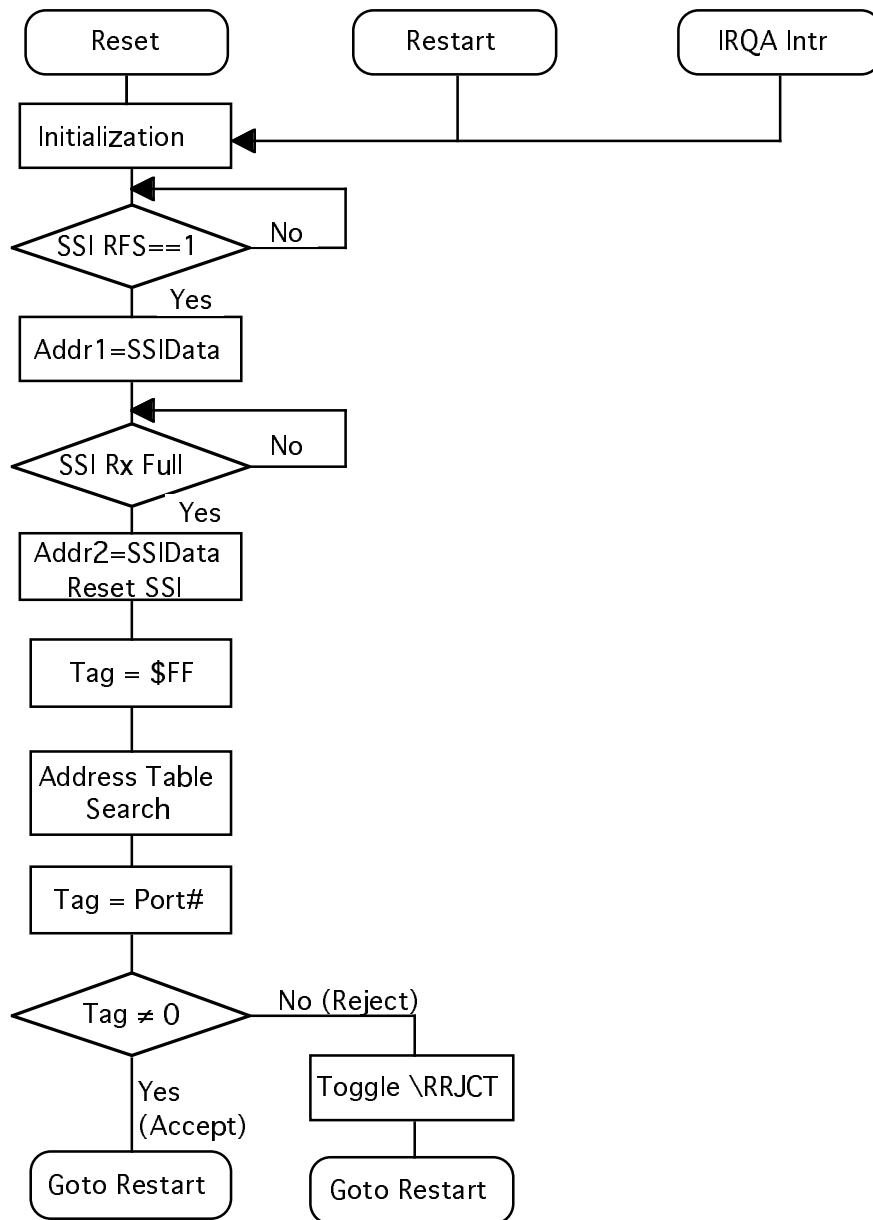 Reset
Restart
IRQA Intr
Initialization
SSI RFS==1
No
Yes
Addr1=SSIData
SSI Rx Full
No
Yes
Addr2=SSIData
Reset SSI
Tag = $FF
Address Table
Search
Tag = Port#
Tag ≠ 0
No (Reject)
Toggle \RRJCT
Yes
(Accept)
Goto Restart
Goto Restart